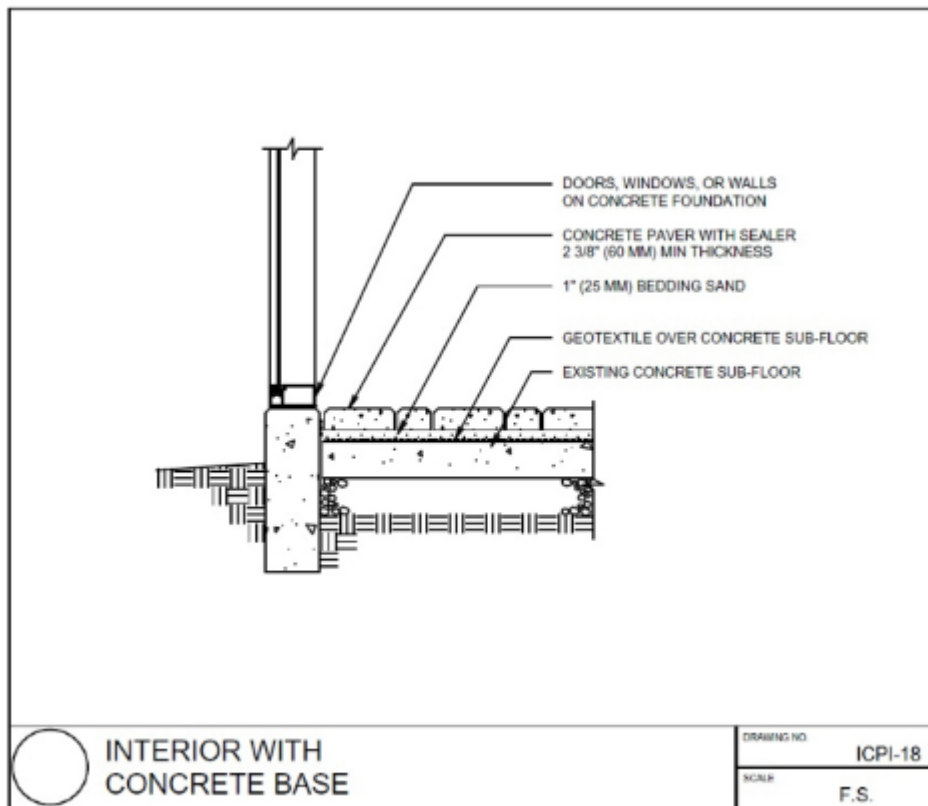 DOORS, WINDOWS, OR WALLS
ON CONCRETE FOUNDATION
CONCRETE PAVER WITH SEALER
2 3/8" (60 MM) MIN THICKNESS
1" (25 MM) BEDDING SAND
GEOTEXTILE OVER CONCRETE SUB-FLOOR
EXISTING CONCRETE SUB-FLOOR
INTERIOR WITH
CONCRETE BASE
DRAWING NO.
ICPI-18
SCALE
F.S.